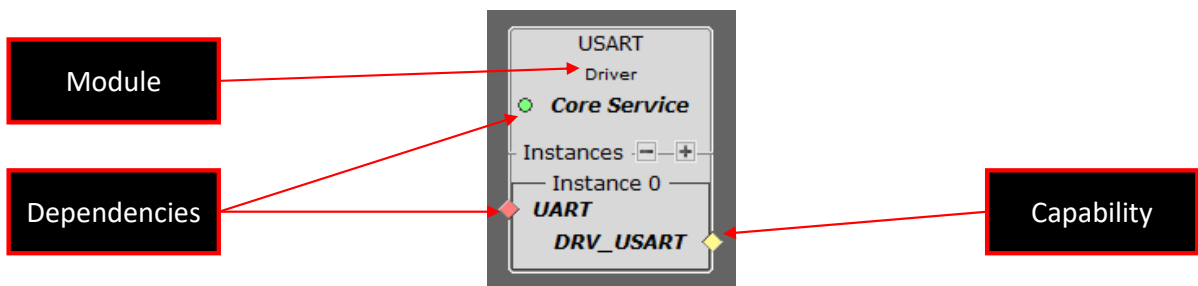 Module
Dependencies
USART
Driver
Core Service
Instances - +
Instance 0
UART
DRV_USART
Capability